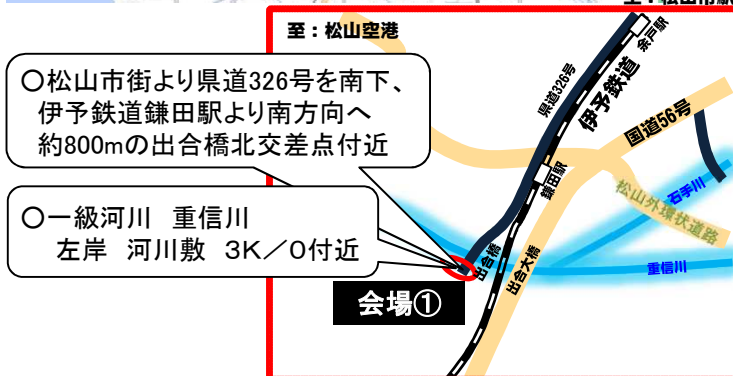 至：松山市駅
至：松山空港
余戸駅
〇松山市街より県道326号を南下、
伊予鉄道鎌田駅より南方向へ
約800mの出合橋北交差点付近
県道326号
伊予鉄道
国道56号
鎌田駅
石手川
松山外環状道路
〇一級河川 重信川
左岸 河川敷 3K／0付近
出合橋
出合大橋
重信川
会場①